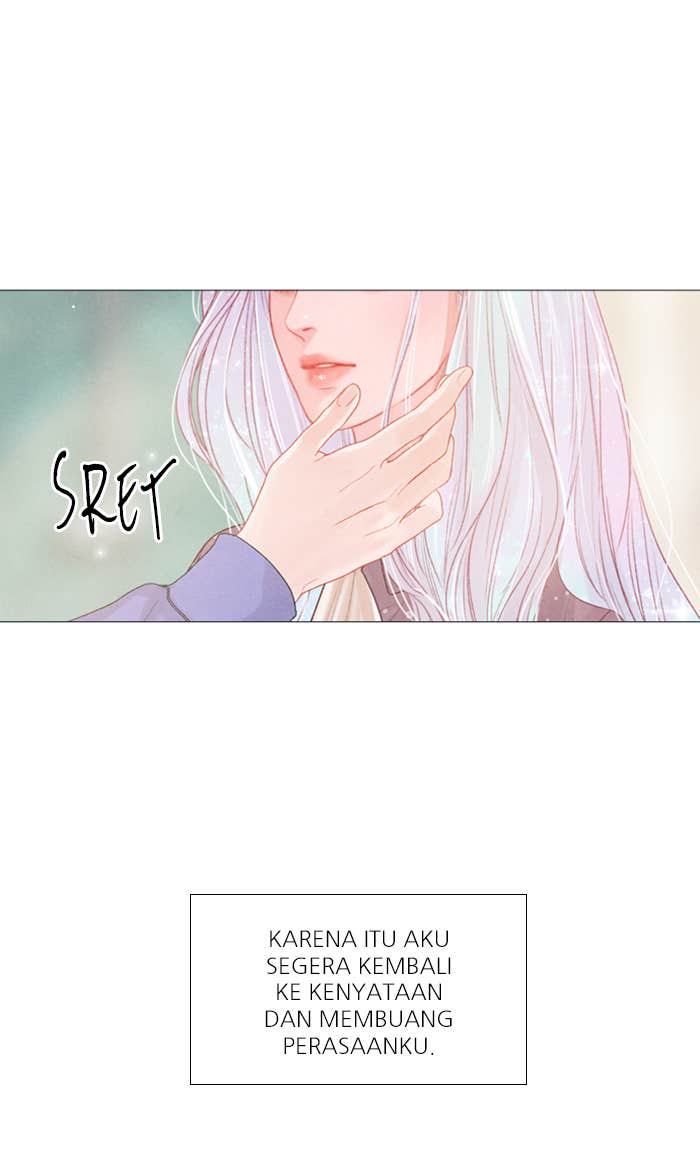 SRET
KARENA ITU AKU
SEGERA KEMBALI
KE KENYATAAN
DAN MEMBUANG
PERASAANKU.